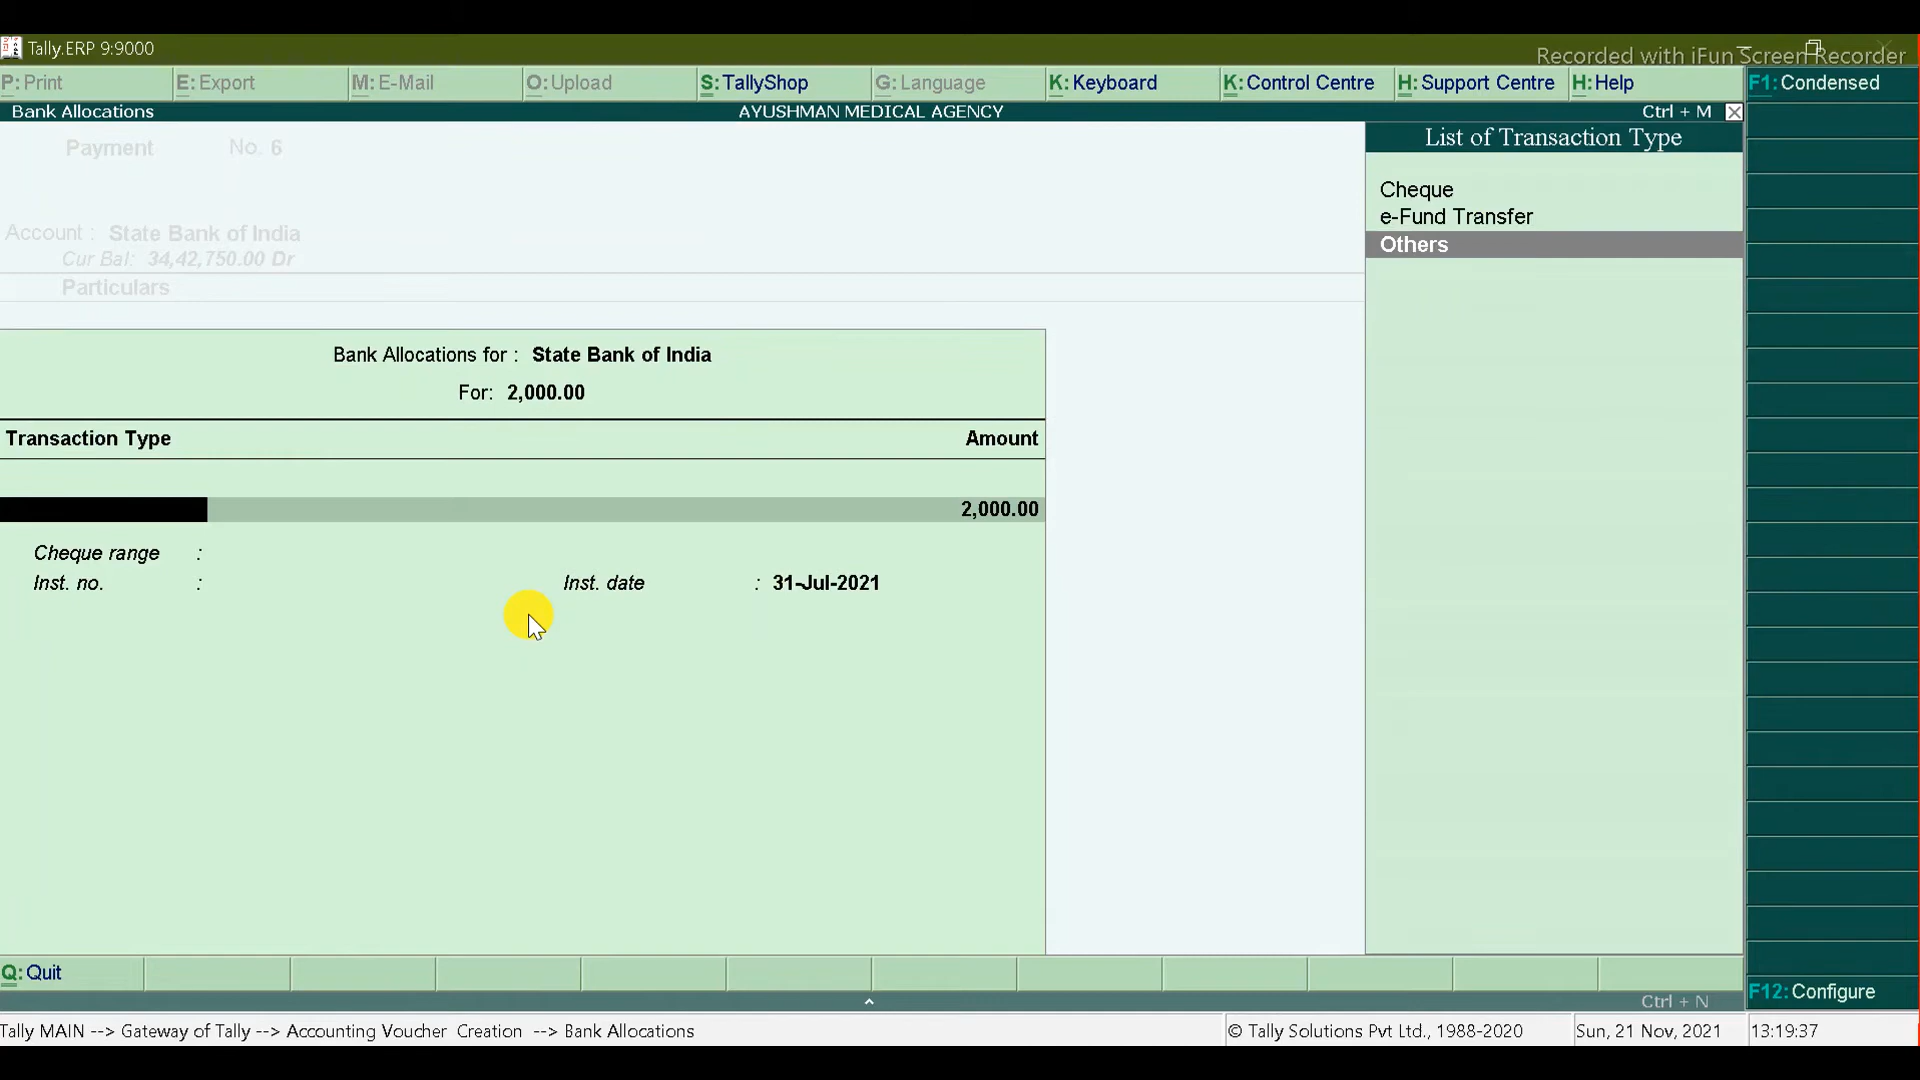 Tally.ERP 9:9000
Recorded with iFun Screen Recorder
P: Print E: Export M: E-Mail O: Upload S: TallyShop G: Language K: Keyboard K: Control Centre H: Support Centre H: Help F1: Condensed
Bank Allocations AYUSHMAN MEDICAL AGENCY Ctrl + M
List of Transaction Type
Payment No. 6
Cheque
e-Fund Transfer
Others
Account : State Bank of India
Cur Bal: 34,42,750.00 Dr
Particulars
Bank Allocations for : State Bank of India
For: 2,000.00
Transaction Type Amount
2,000.00
Cheque range :
Inst. no. : Inst. date : 31-Jul-2021
Q: Quit
F12: Configure
Ctrl + N
Tally MAIN --> Gateway of Tally --> Accounting Voucher Creation --> Bank Allocations © Tally Solutions Pvt Ltd., 1988-2020 Sun, 21 Nov, 2021 13:19:37